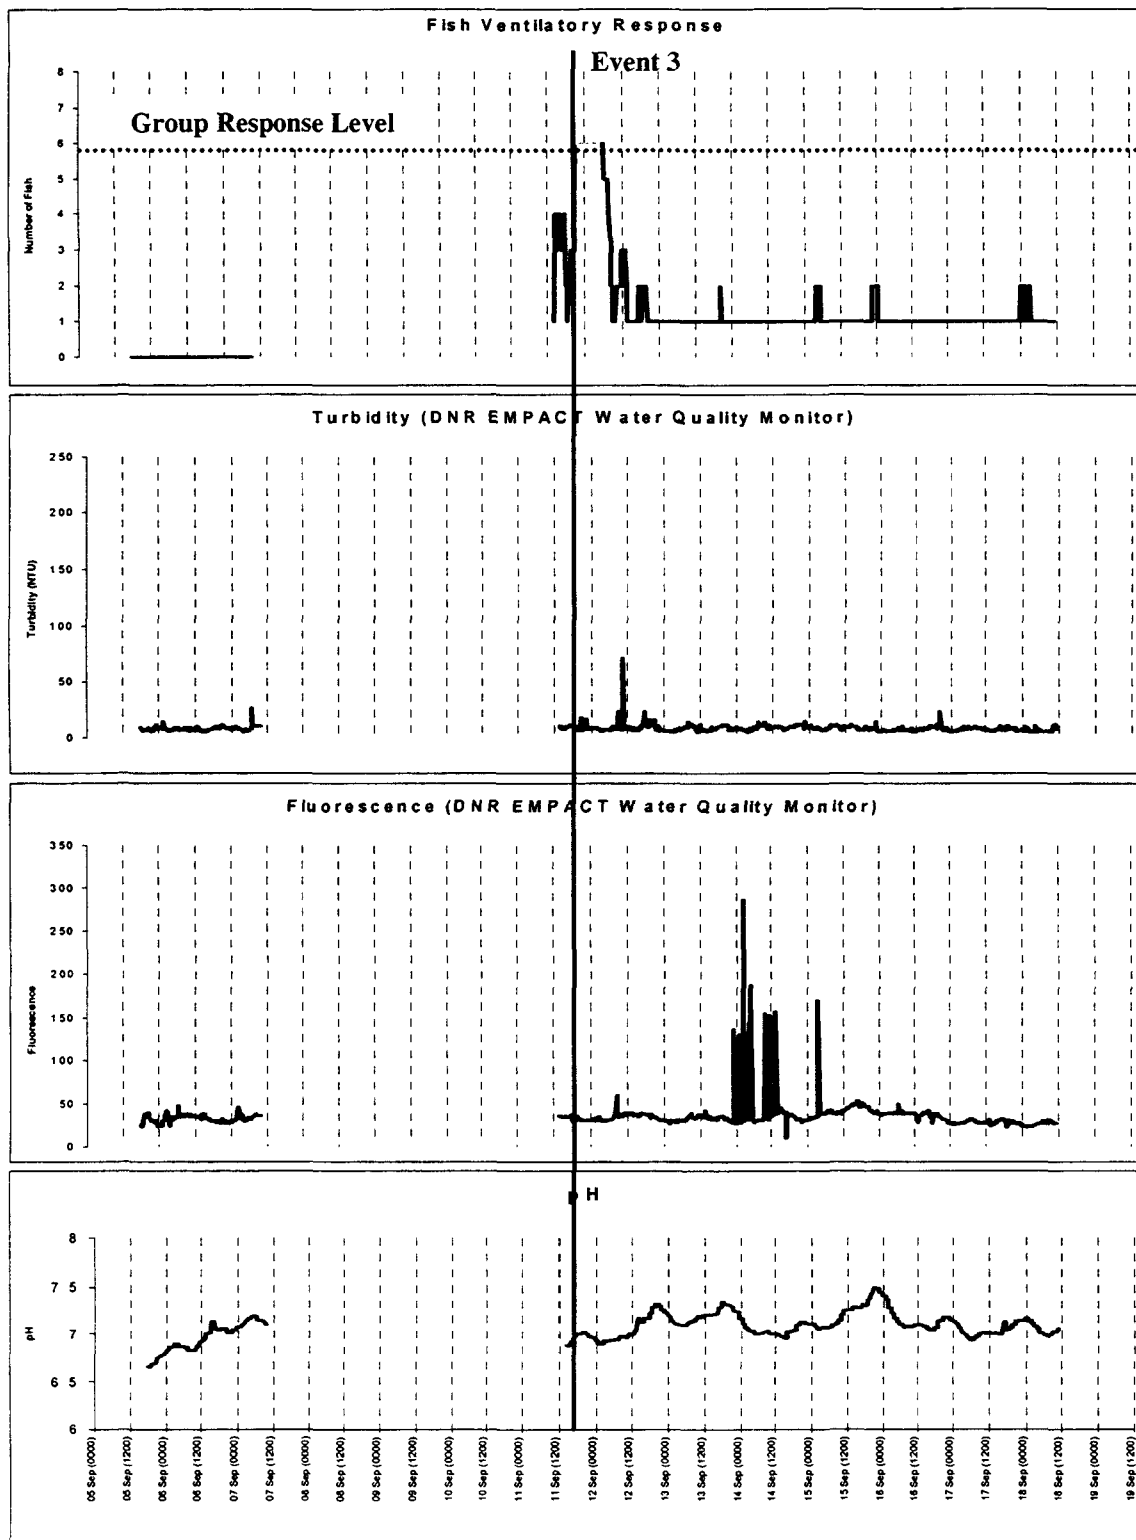 Fish Ventilatory Response
Event 3
Group Response Level
Number of Fish
8
7
6
5
4
3
2
1
0
Turbidity (DNR EMPACT Water Quality Monitor)
Turbidity (NTU)
250
200
150
100
50
0
Fluorescence (DNR EMPACT Water Quality Monitor)
Fluorescence
350
300
250
200
150
100
50
0
pH
pH
8
7 5
7
6 5
6
05 Sep (0000)
05 Sep (1200)
06 Sep (0000)
06 Sep (1200)
07 Sep (0000)
07 Sep (1200)
08 Sep (0000)
08 Sep (1200)
09 Sep (0000)
09 Sep (1200)
10 Sep (0000)
10 Sep (1200)
11 Sep (0000)
11 Sep (1200)
12 Sep (0000)
12 Sep (1200)
13 Sep (0000)
13 Sep (1200)
14 Sep (0000)
14 Sep (1200)
15 Sep (0000)
15 Sep (1200)
16 Sep (0000)
16 Sep (1200)
17 Sep (0000)
17 Sep (1200)
18 Sep (0000)
18 Sep (1200)
19 Sep (0000)
19 Sep (1200)